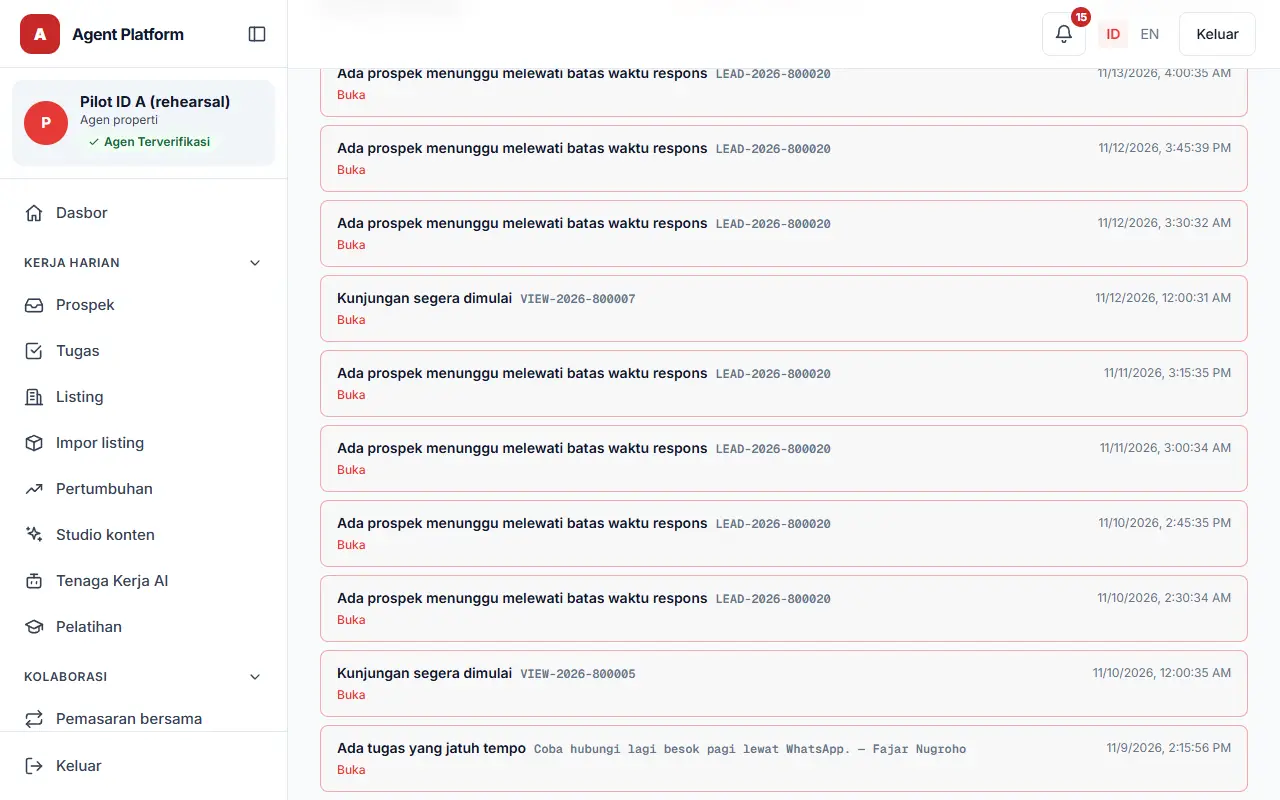 A Agent Platform
15
ID EN Keluar
P
Pilot ID A (rehearsal)
Agen properti
Agen Terverifikasi
Dasbor
KERJA HARIAN
Prospek
Tugas
Listing
Impor listing
Pertumbuhan
Studio konten
Tenaga Kerja AI
Pelatihan
KOLABORASI
Pemasaran bersama
Keluar
Ada prospek menunggu melewati batas waktu respons LEAD-2026-800020 11/13/2026, 4:00:35 AM
Buka
Ada prospek menunggu melewati batas waktu respons LEAD-2026-800020 11/12/2026, 3:45:39 PM
Buka
Ada prospek menunggu melewati batas waktu respons LEAD-2026-800020 11/12/2026, 3:30:32 AM
Buka
Kunjungan segera dimulai VIEW-2026-800007 11/12/2026, 12:00:31 AM
Buka
Ada prospek menunggu melewati batas waktu respons LEAD-2026-800020 11/11/2026, 3:15:35 PM
Buka
Ada prospek menunggu melewati batas waktu respons LEAD-2026-800020 11/11/2026, 3:00:34 AM
Buka
Ada prospek menunggu melewati batas waktu respons LEAD-2026-800020 11/10/2026, 2:45:35 PM
Buka
Ada prospek menunggu melewati batas waktu respons LEAD-2026-800020 11/10/2026, 2:30:34 AM
Buka
Kunjungan segera dimulai VIEW-2026-800005 11/10/2026, 12:00:35 AM
Buka
Ada tugas yang jatuh tempo Coba hubungi lagi besok pagi lewat WhatsApp. — Fajar Nugroho 11/9/2026, 2:15:56 PM
Buka